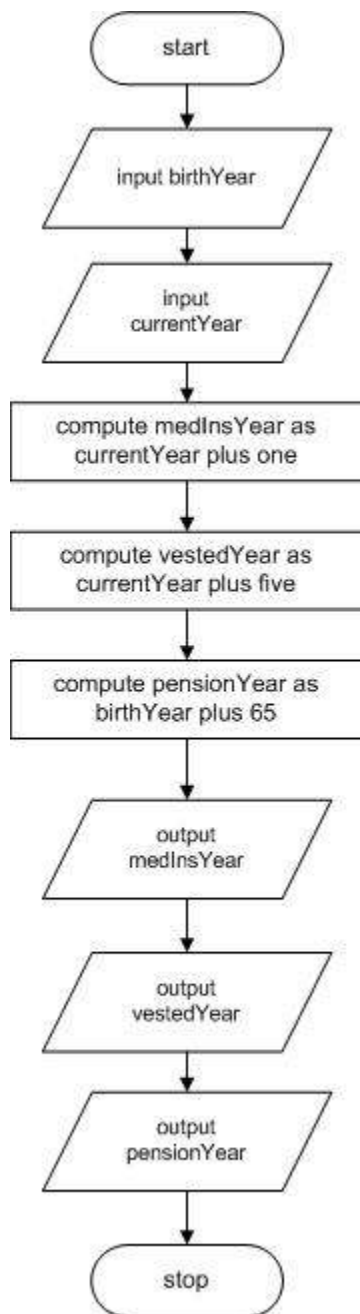 start
input birthYear
input
currentYear
compute medInsYear as
currentYear plus one
compute vestedYear as
currentYear plus five
compute pensionYear as
birthYear plus 65
output
medInsYear
output
vestedYear
output
pensionYear
stop